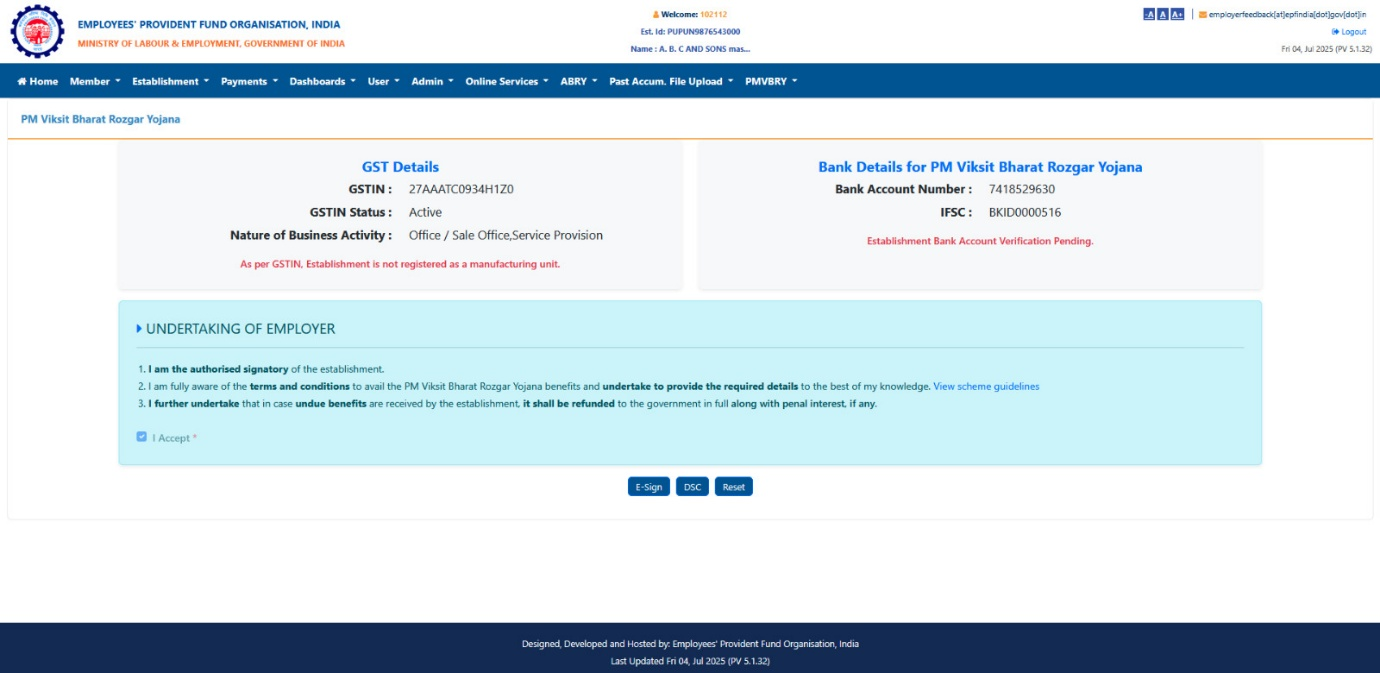 EMPLOYEES' PROVIDENT FUND ORGANISATION, INDIA
MINISTRY OF LABOUR & EMPLOYMENT, GOVERNMENT OF INDIA
Welcome: 102112
Est. Id: PUPUN9876543000
Name : A. B. C AND SONS mas...
-A A A+ | employerfeedback[at]epfindia[dot]gov[dot]in
Logout
Fri 04, Jul 2025 (PV 5.1.32)
Home Member Establishment Payments Dashboards User Admin Online Services ABRY Past Accum. File Upload PMVBRY
PM Viksit Bharat Rozgar Yojana
GST Details
GSTIN : 27AAATC0934H1Z0
GSTIN Status : Active
Nature of Business Activity : Office / Sale Office,Service Provision
As per GSTIN, Establishment is not registered as a manufacturing unit.
Bank Details for PM Viksit Bharat Rozgar Yojana
Bank Account Number : 7418529630
IFSC : BKID0000516
Establishment Bank Account Verification Pending.
UNDERTAKING OF EMPLOYER
1. I am the authorised signatory of the establishment.
2. I am fully aware of the terms and conditions to avail the PM Viksit Bharat Rozgar Yojana benefits and undertake to provide the required details to the best of my knowledge. View scheme guidelines
3. I further undertake that in case undue benefits are received by the establishment, it shall be refunded to the government in full along with penal interest, if any.
I Accept *
E-Sign DSC Reset
Designed, Developed and Hosted by: Employees' Provident Fund Organisation, India
Last Updated Fri 04, Jul 2025 (PV 5.1.32)